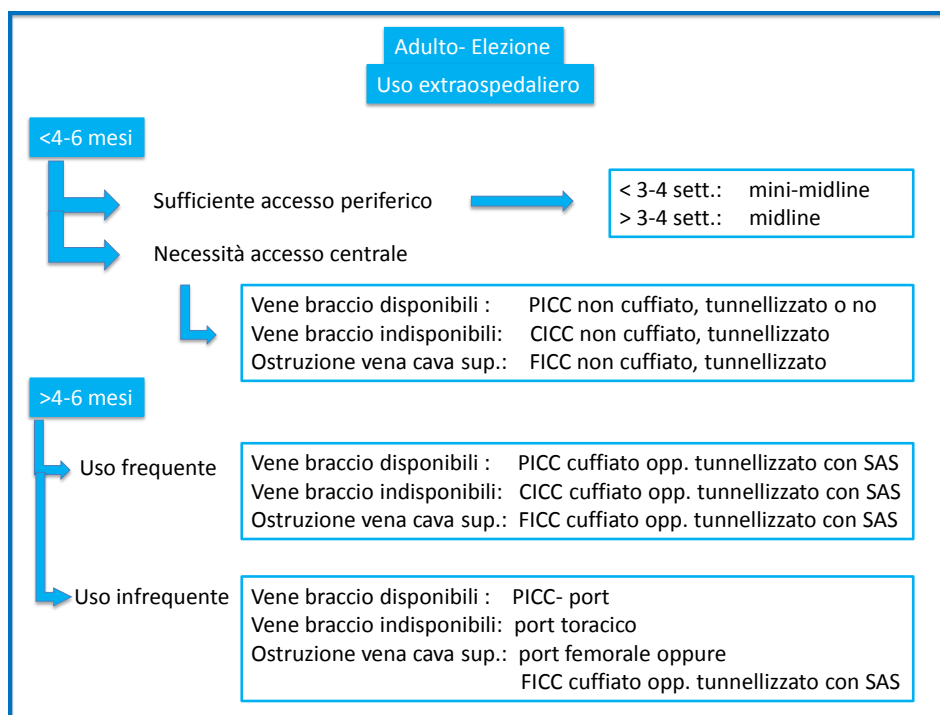 Adulto- Elezione
Uso extraospedaliero
<4-6 mesi
Sufficiente accesso periferico
< 3-4 sett.: mini-midline
> 3-4 sett.: midline
Necessità accesso centrale
Vene braccio disponibili : PICC non cuffiato, tunnellizzato o no
Vene braccio indisponibili: CICC non cuffiato, tunnellizzato
Ostruzione vena cava sup.: FICC non cuffiato, tunnellizzato
>4-6 mesi
Uso frequente
Vene braccio disponibili : PICC cuffiato opp. tunnellizzato con SAS
Vene braccio indisponibili: CICC cuffiato opp. tunnellizzato con SAS
Ostruzione vena cava sup.: FICC cuffiato opp. tunnellizzato con SAS
Uso infrequente
Vene braccio disponibili : PICC- port
Vene braccio indisponibili: port toracico
Ostruzione vena cava sup.: port femorale oppure
FICC cuffiato opp. tunnellizzato con SAS